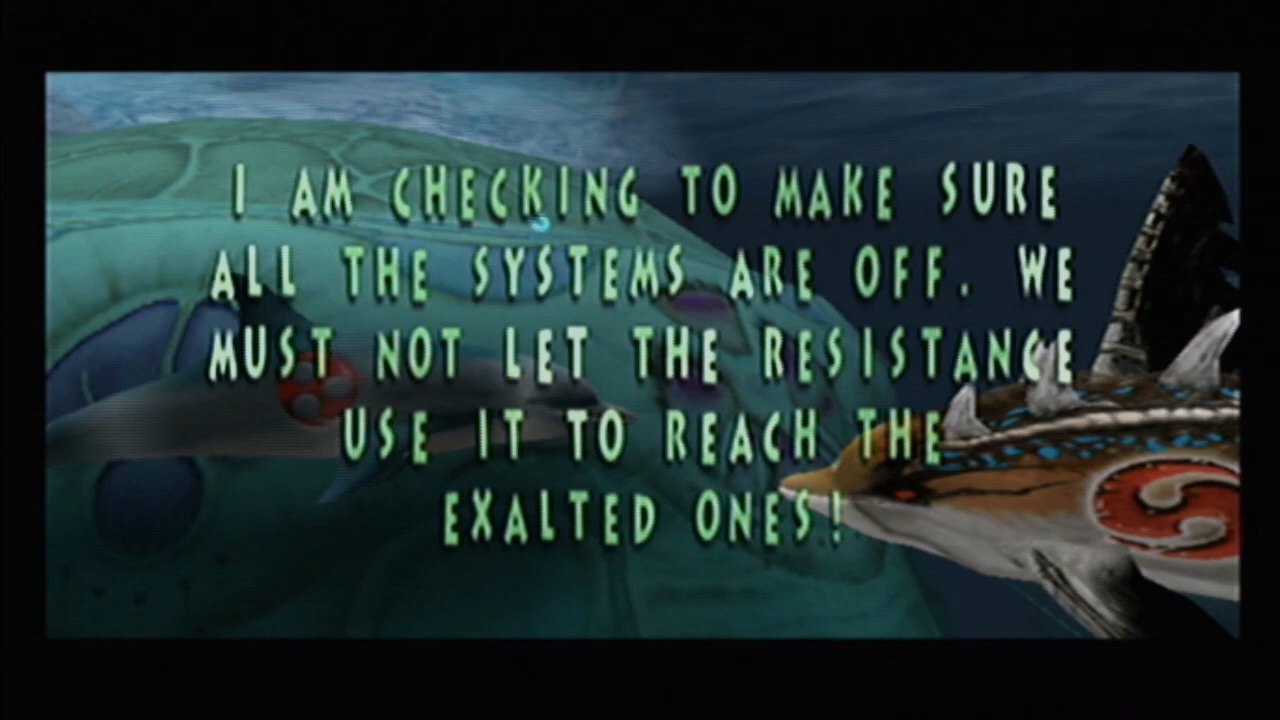 I AM CHECKING TO MAKE SURE
ALL THE SYSTEMS ARE OFF. WE
MUST NOT LET THE RESISTANCE
USE IT TO REACH THE
EXALTED ONES!